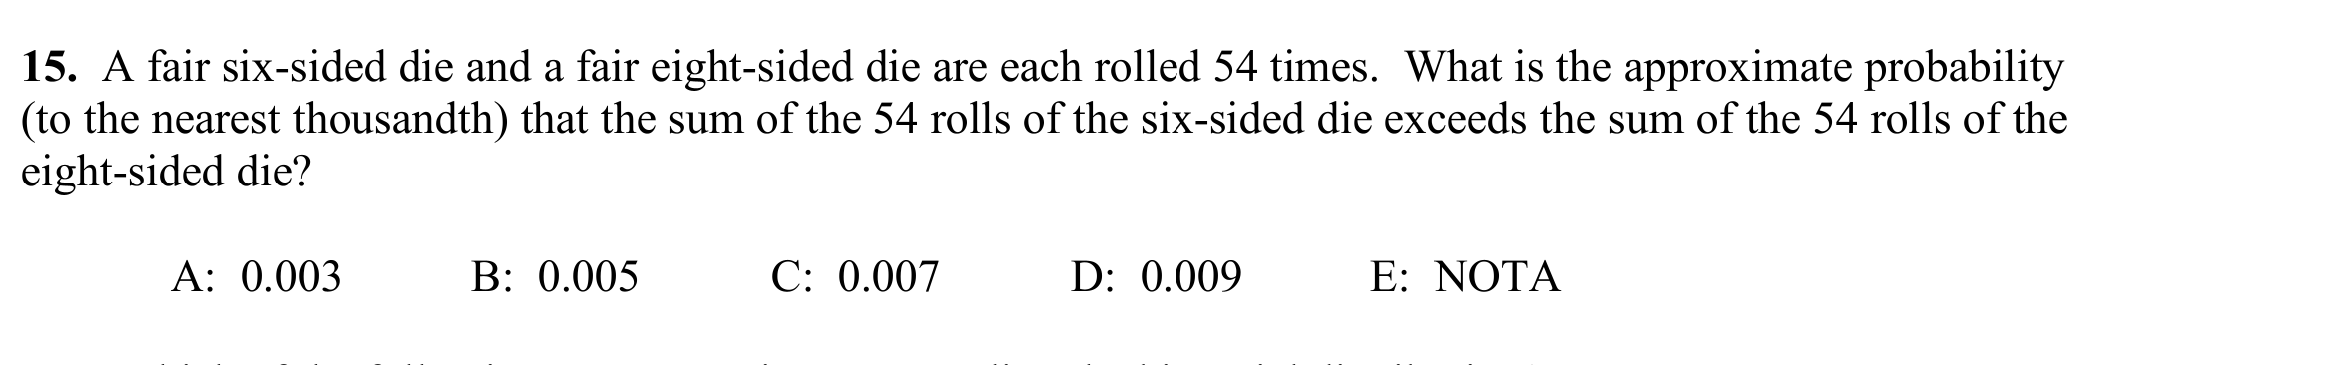 15. A fair six-sided die and a fair eight-sided die are each rolled 54 times. What is the approximate probability
(to the nearest thousandth) that the sum of the 54 rolls of the six-sided die exceeds the sum of the 54 rolls of the
eight-sided die?
A: 0.003 B: 0.005 C: 0.007 D: 0.009 E: NOTA